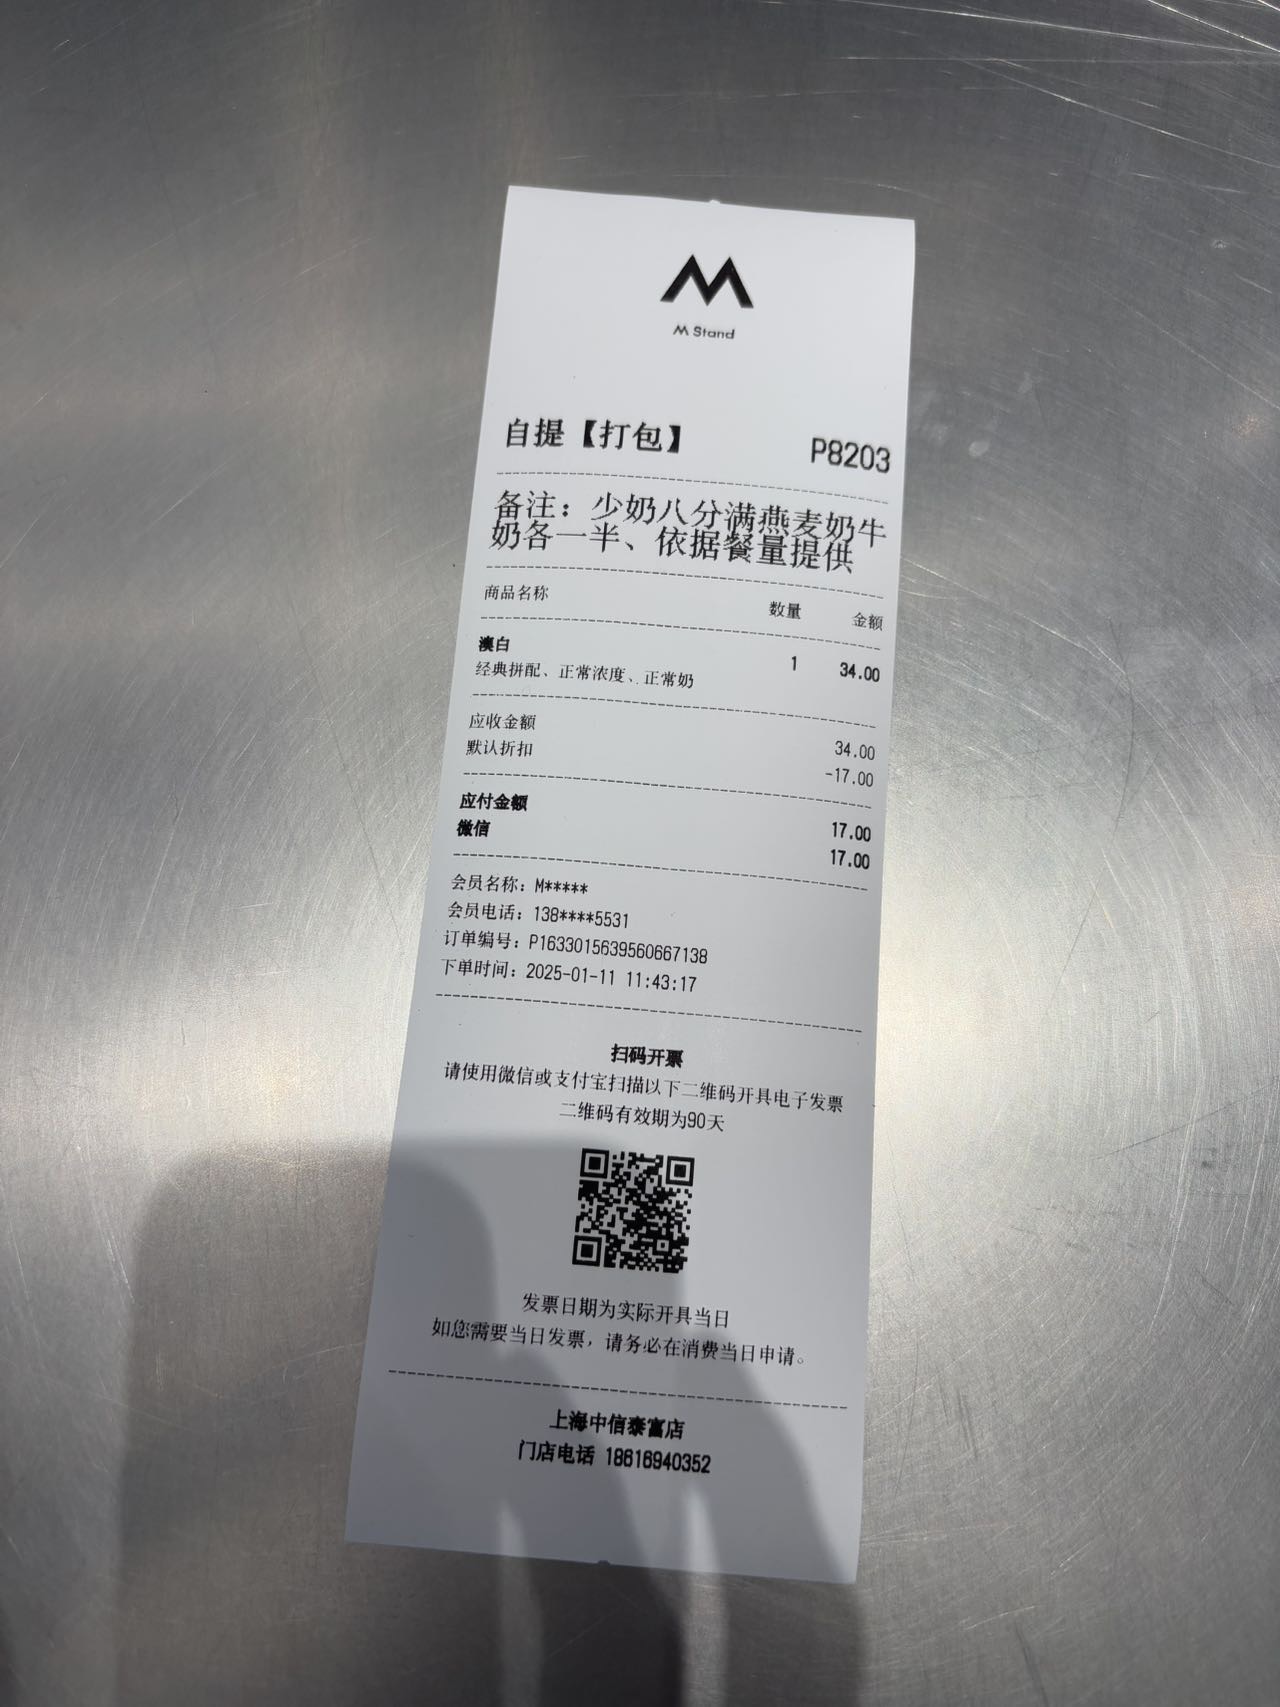 M Stand
自提【打包】 P8203
备注：少奶八分满燕麦奶牛
奶各一半、依据餐量提供
商品名称 数量 金额
澳白 1 34.00
经典拼配、正常浓度、正常奶
应收金额 34.00
默认折扣 -17.00
应付金额 17.00
微信 17.00
会员名称：M*****
会员电话：138****5531
订单编号：P1633015639560667138
下单时间：2025-01-11 11:43:17
扫码开票
请使用微信或支付宝扫描以下二维码开具电子发票
二维码有效期为90天
发票日期为实际开具当日
如您需要当日发票，请务必在消费当日申请。
上海中信泰富店
门店电话 18616940352